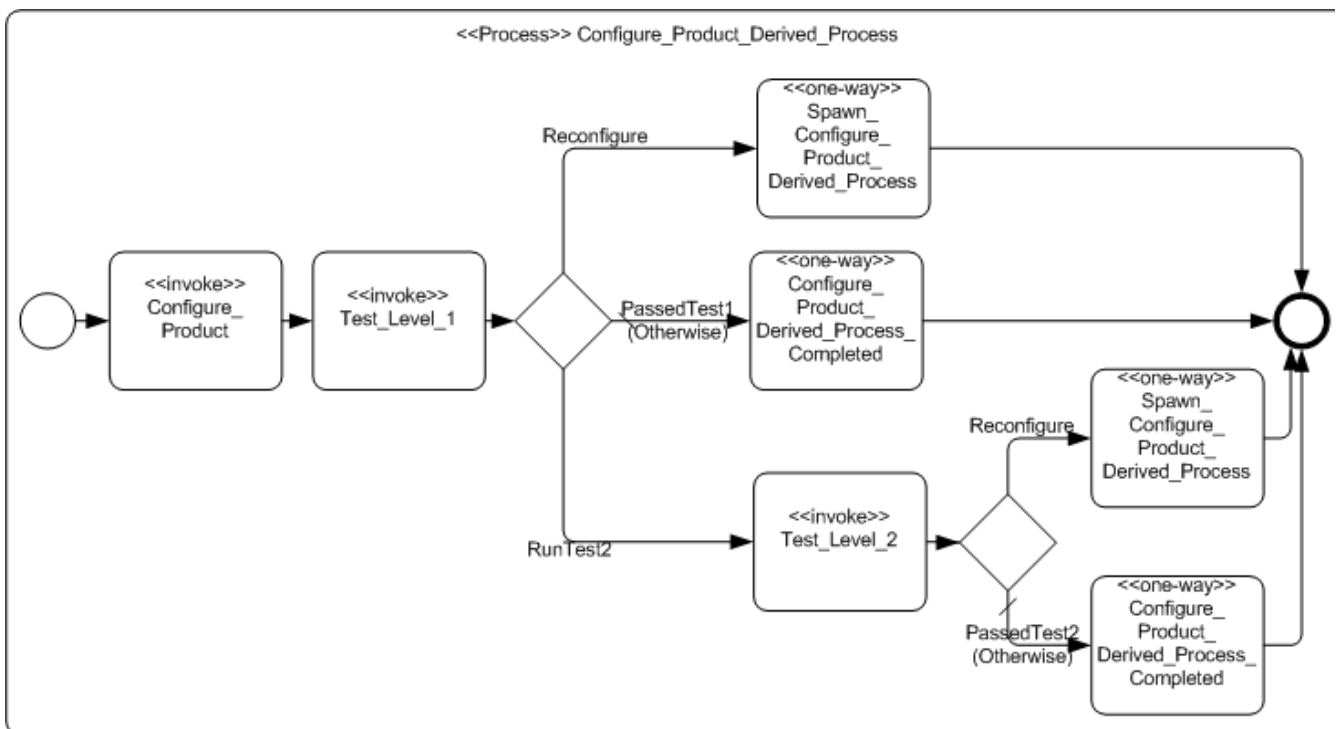 <<Process>> Configure_Product_Derived_Process
<<one-way>>
Spawn_
Configure_
Product_
Derived_Process
Reconfigure
<<invoke>>
Configure_
Product
<<invoke>>
Test_Level_1
PassedTest1
(Otherwise)
<<one-way>>
Configure_
Product_
Derived_Process_
Completed
RunTest2
<<invoke>>
Test_Level_2
Reconfigure
<<one-way>>
Spawn_
Configure_
Product_
Derived_Process
PassedTest2
(Otherwise)
<<one-way>>
Configure_
Product_
Derived_Process_
Completed